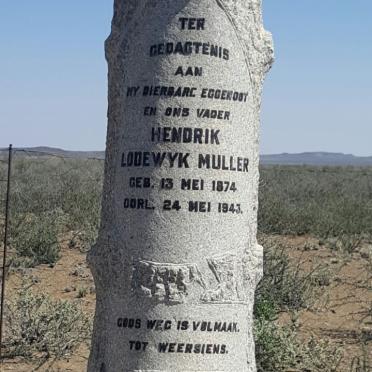 TER
GEDAGTENIS
AAN
MY DIERBARE EGGENOOT
EN ONS VADER
HENDRIK
LODEWYK MULLER
GEB. 13 MEI 1874
OORL. 24 MEI 1943.
GODS WEG IS VOLMAAK.
TOT WEERSIENS.